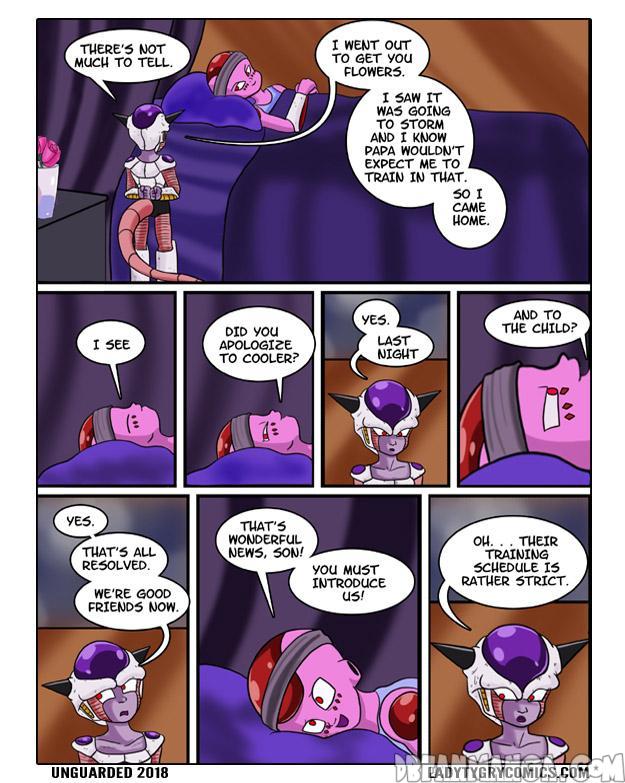 THERE'S NOT
MUCH TO TELL.
I WENT OUT
TO GET YOU
FLOWERS.
I SAW IT
WAS GOING
TO STORM
AND I KNOW
PAPA WOULDN'T
EXPECT ME TO
TRAIN IN THAT.
SO I
CAME
HOME.
I SEE
DID YOU
APOLOGIZE
TO COOLER?
YES.
LAST
NIGHT
AND TO
THE CHILD?
YES.
THAT'S ALL
RESOLVED.
WE'RE GOOD
FRIENDS NOW.
THAT'S
WONDERFUL
NEWS, SON!
YOU MUST
INTRODUCE
US!
OH. . . THEIR
TRAINING
SCHEDULE IS
RATHER STRICT.
UNGUARDED 2018
LADYTYGRYCOMICS.COM
DBFANMANGA.COM